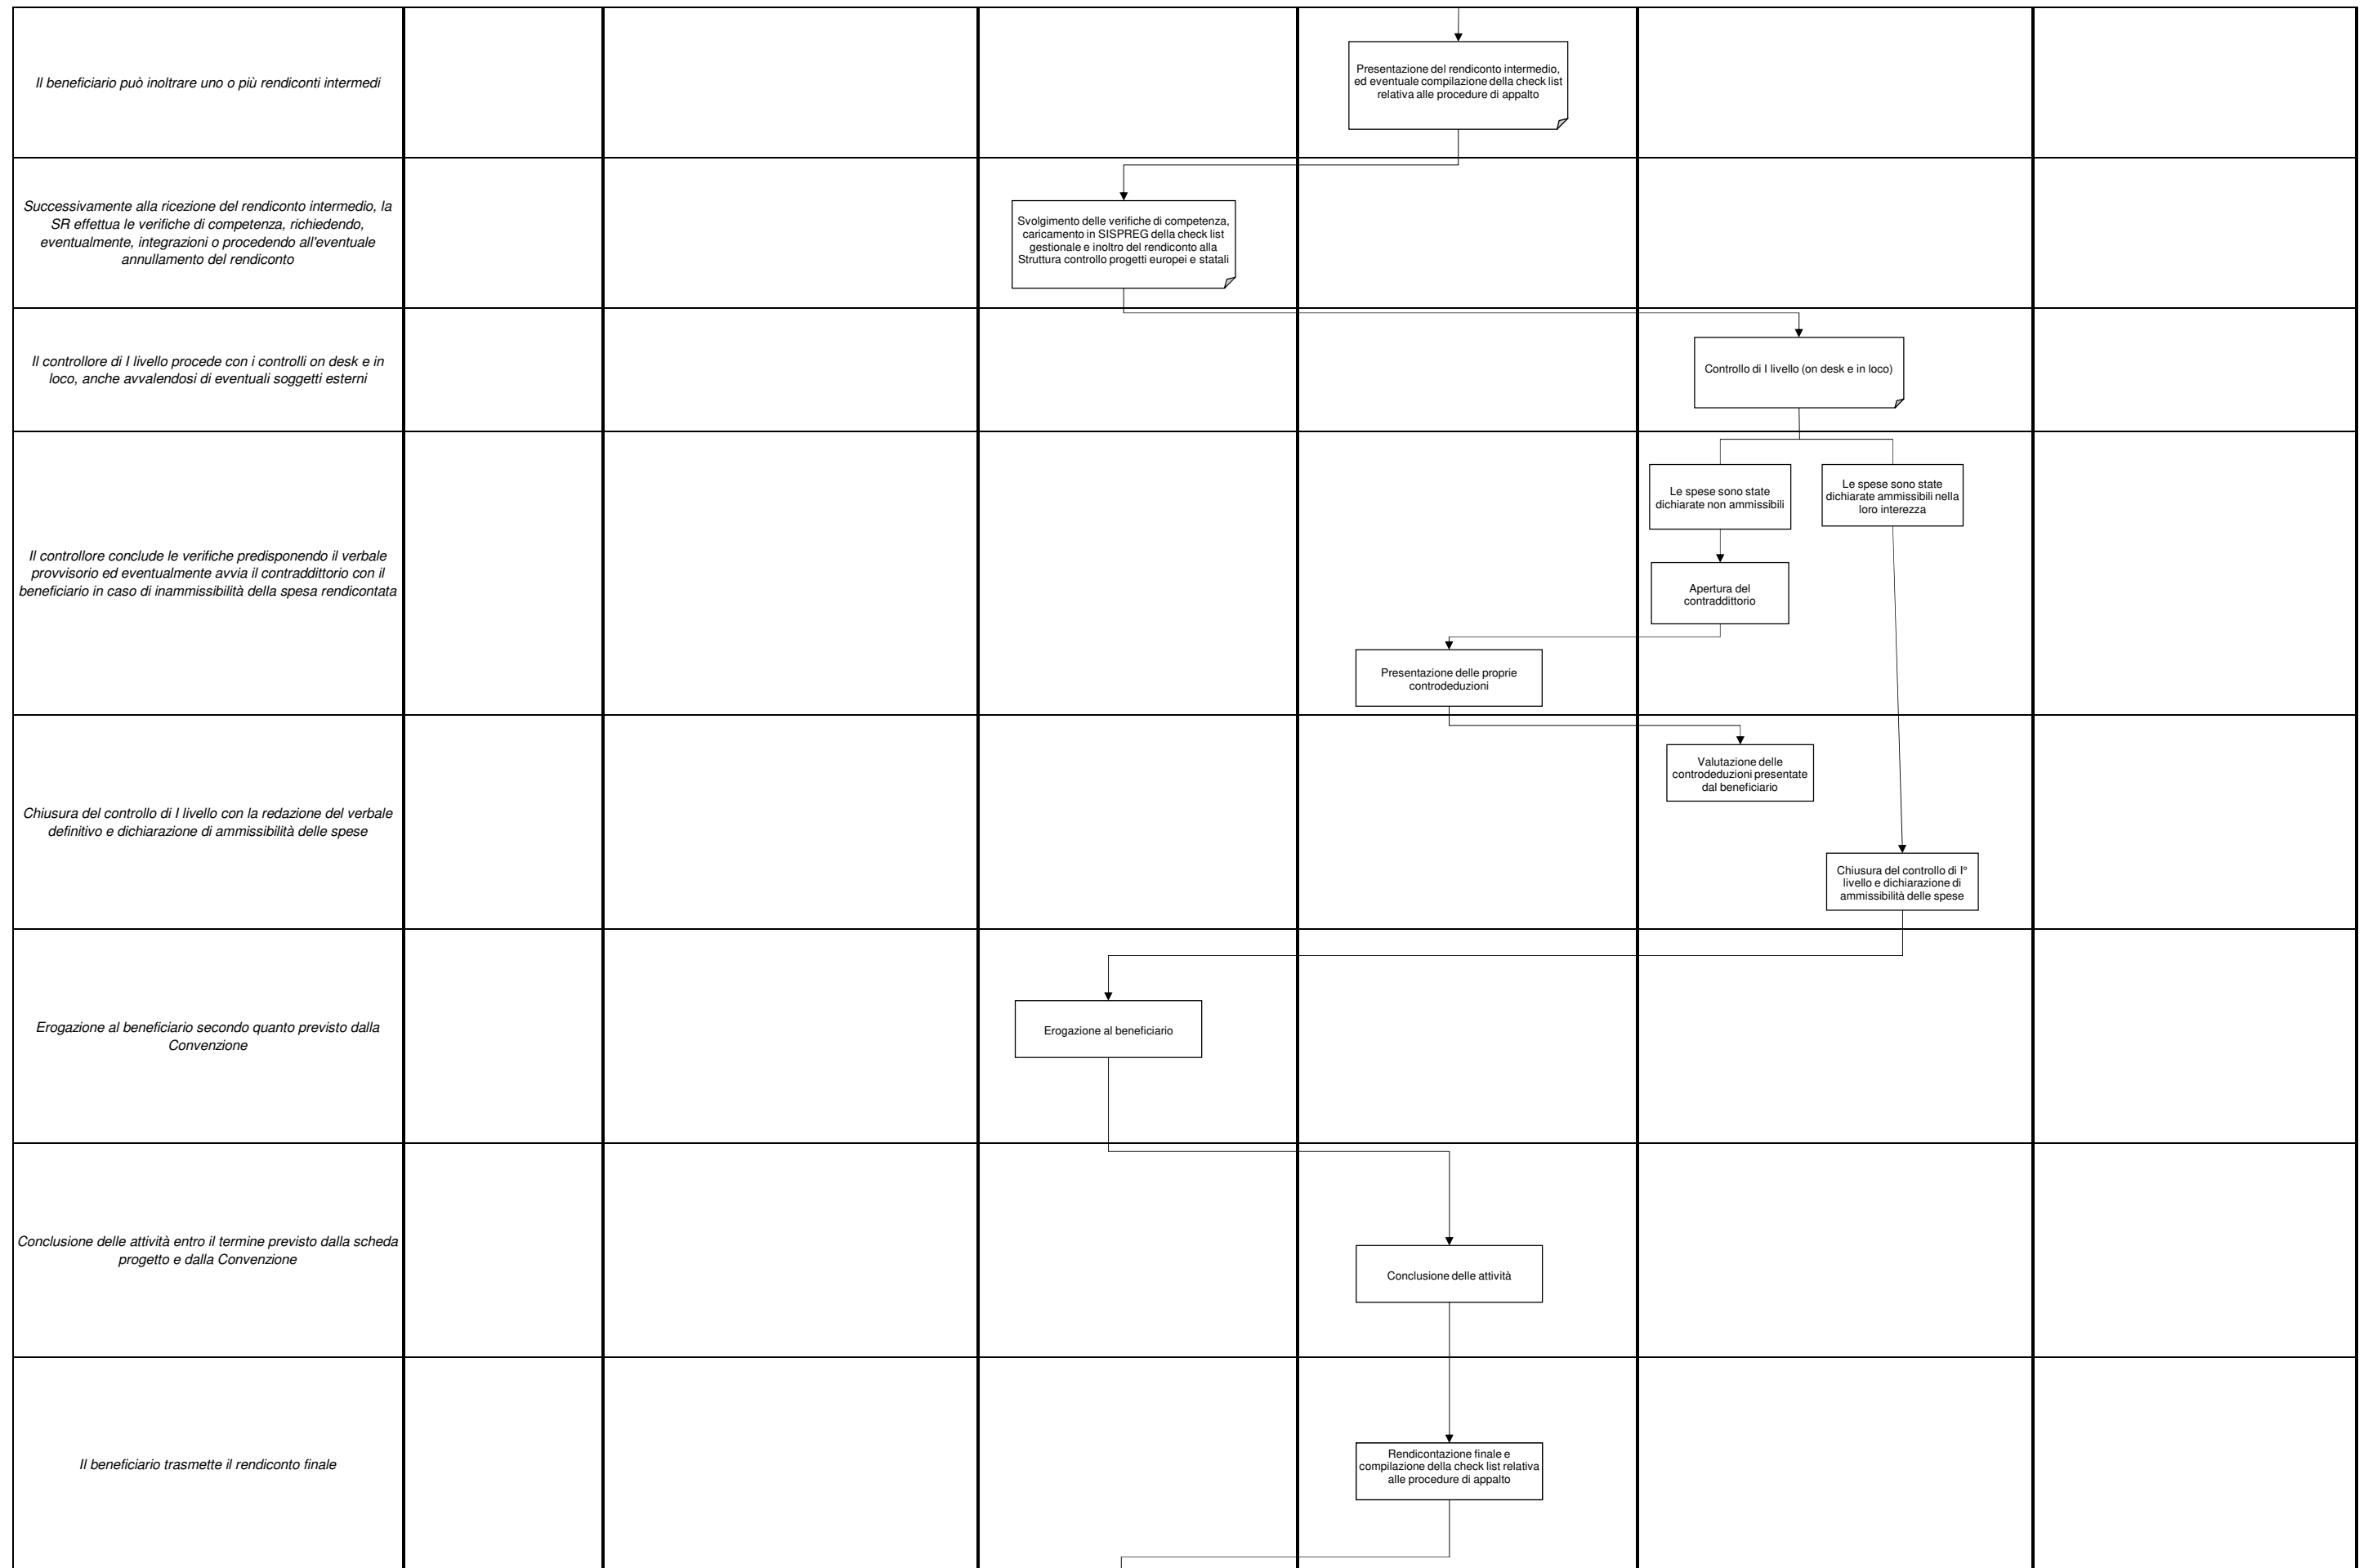 Il beneficiario può inoltrare uno o più rendiconti intermedi
Presentazione del rendiconto intermedio,
ed eventuale compilazione della check list
relativa alle procedure di appalto
Successivamente alla ricezione del rendiconto intermedio, la
SR effettua le verifiche di competenza, richiedendo,
eventualmente, integrazioni o procedendo all'eventuale
annullamento del rendiconto
Svolgimento delle verifiche di competenza,
caricamento in SISPREG della check list
gestionale e inoltro del rendiconto alla
Struttura controllo progetti europei e statali
Il controllore di I livello procede con i controlli on desk e in
loco, anche avvalendosi di eventuali soggetti esterni
Controllo di I livello (on desk e in loco)
Il controllore conclude le verifiche predisponendo il verbale
provvisorio ed eventualmente avvia il contraddittorio con il
beneficiario in caso di inammissibilità della spesa rendicontata
Le spese sono state
dichiarate non ammissibili
Le spese sono state
dichiarate ammissibili nella
loro interezza
Apertura del
contraddittorio
Presentazione delle proprie
controdeduzioni
Chiusura del controllo di I livello con la redazione del verbale
definitivo e dichiarazione di ammissibilità delle spese
Valutazione delle
controdeduzioni presentate
dal beneficiario
Chiusura del controllo di I°
livello e dichiarazione di
ammissibilità delle spese
Erogazione al beneficiario secondo quanto previsto dalla
Convenzione
Erogazione al beneficiario
Conclusione delle attività entro il termine previsto dalla scheda
progetto e dalla Convenzione
Conclusione delle attività
Il beneficiario trasmette il rendiconto finale
Rendicontazione finale e
compilazione della check list relativa
alle procedure di appalto